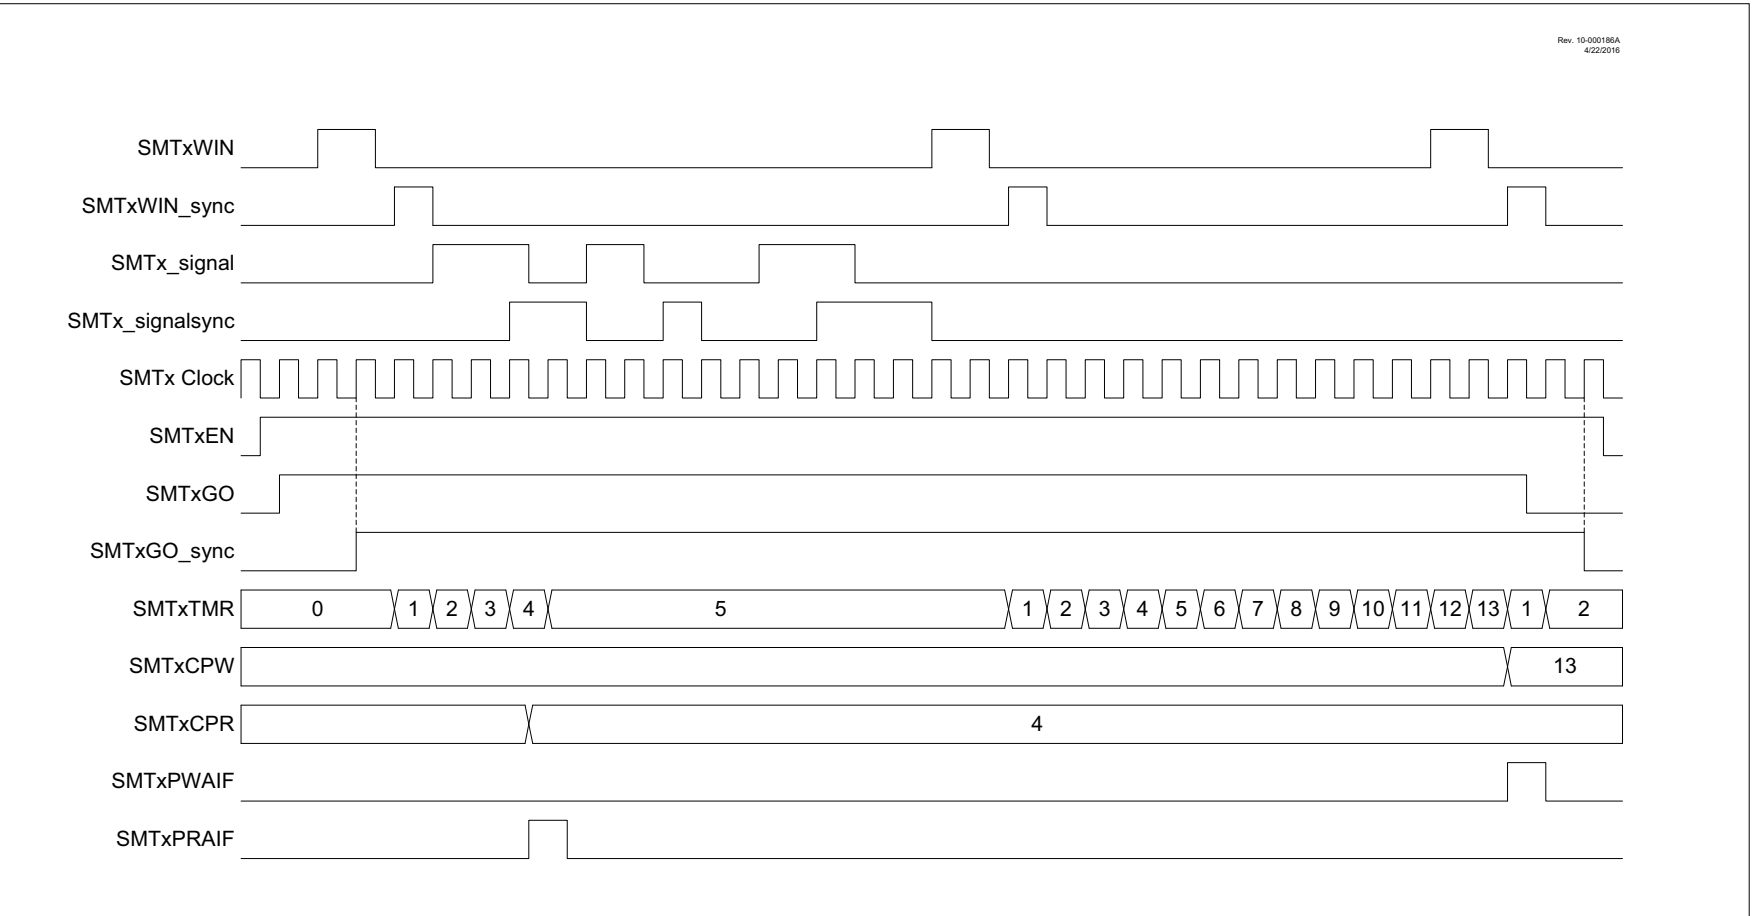 Rev. 10-000186A
4/22/2016
SMTxWIN
SMTxWIN_sync
SMTx_signal
SMTx_signalsync
SMTx Clock
SMTxEN
SMTxGO
SMTxGO_sync
SMTxTMR 0 1 2 3 4 5 1 2 3 4 5 6 7 8 9 10 11 12 13 1 2
SMTxCPW 13
SMTxCPR 4
SMTxPWAIF
SMTxPRAIF